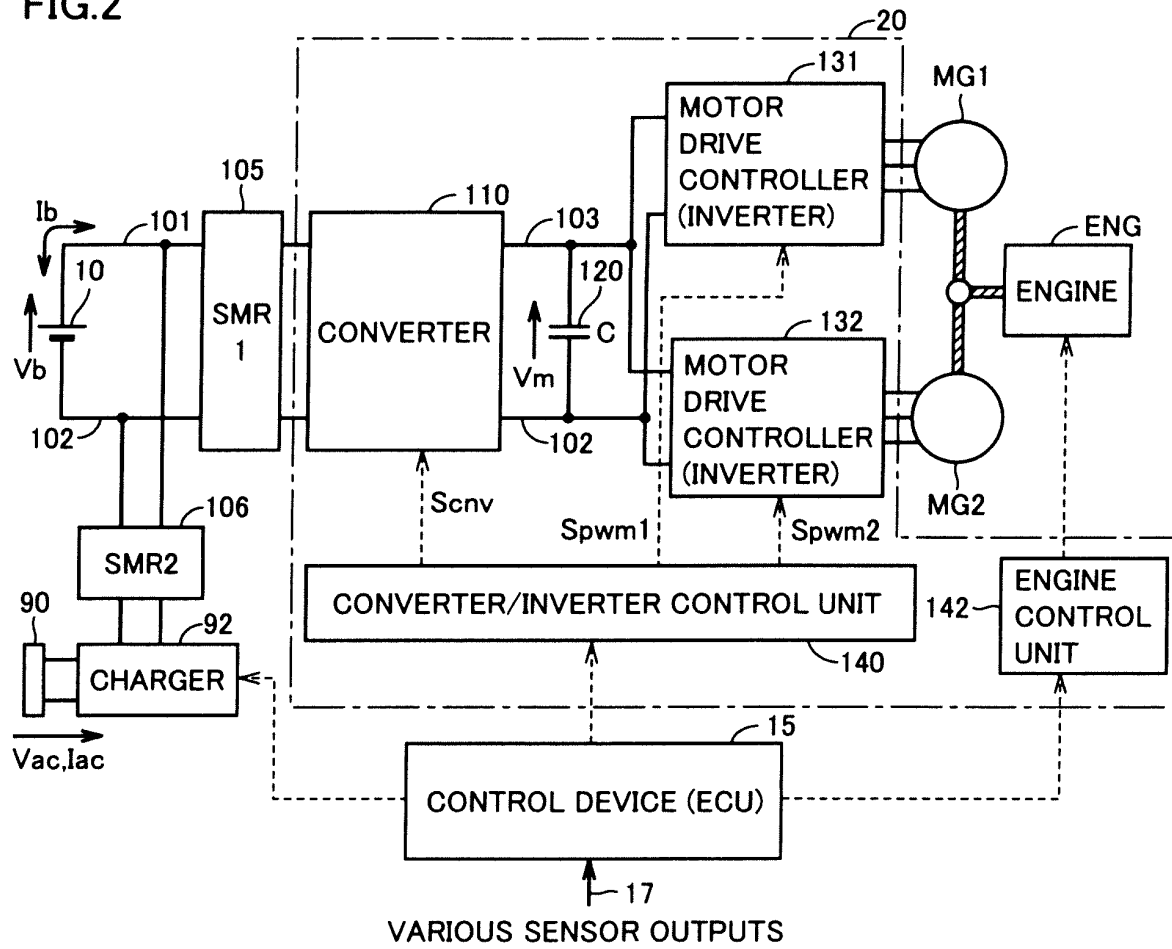 FIG.2
20
131
MG1
MOTOR
DRIVE
CONTROLLER
(INVERTER)
105
110
103
Ib
101
10
Vb
SMR
1
CONVERTER
120
C
Vm
102
102
132
MOTOR
DRIVE
CONTROLLER
(INVERTER)
ENG
ENGINE
MG2
106
SMR2
Scnv
Spwm1
Spwm2
90
92
CHARGER
Vac,Iac
CONVERTER/INVERTER CONTROL UNIT
140
142
ENGINE
CONTROL
UNIT
15
CONTROL DEVICE (ECU)
17
VARIOUS SENSOR OUTPUTS